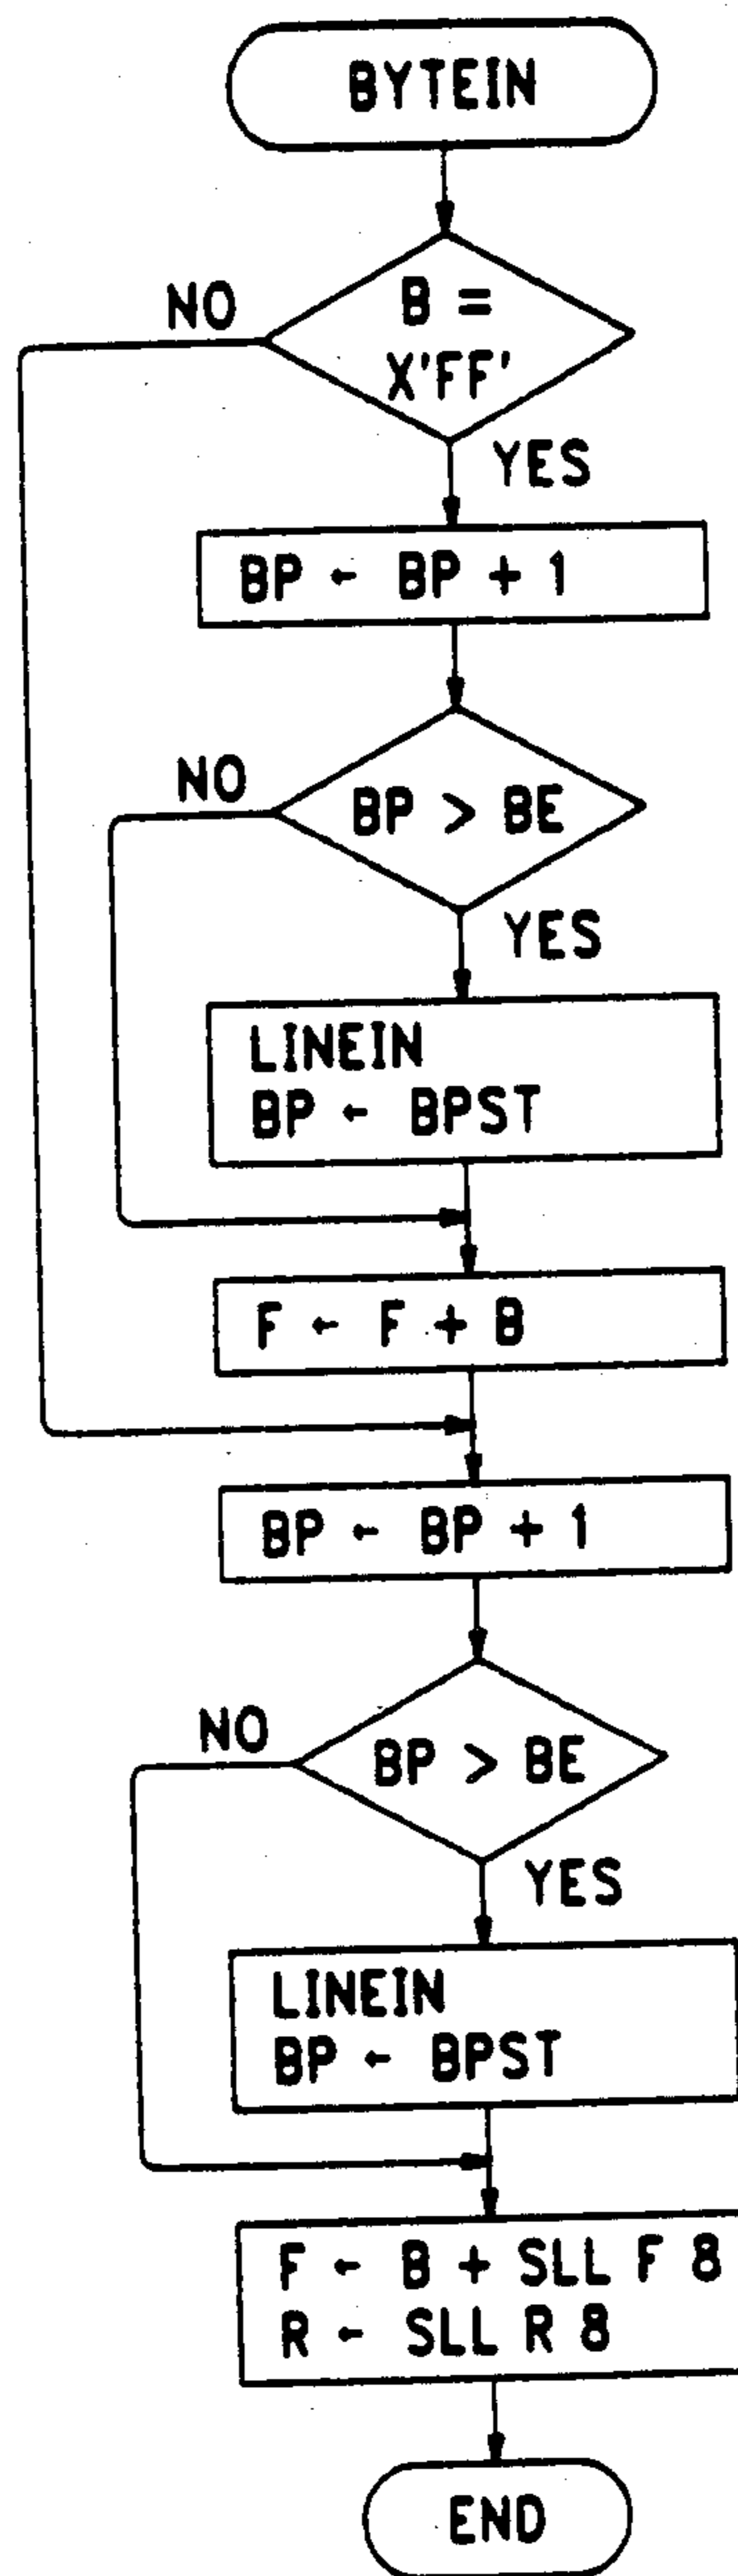 BYTEIN
B =
X'FF'
NO
YES
BP ← BP + 1
NO
BP > BE
YES
LINEIN
BP ← BPST
F ← F + B
BP ← BP + 1
NO
BP > BE
YES
LINEIN
BP ← BPST
F ← B + SLL F 8
R ← SLL R 8
END